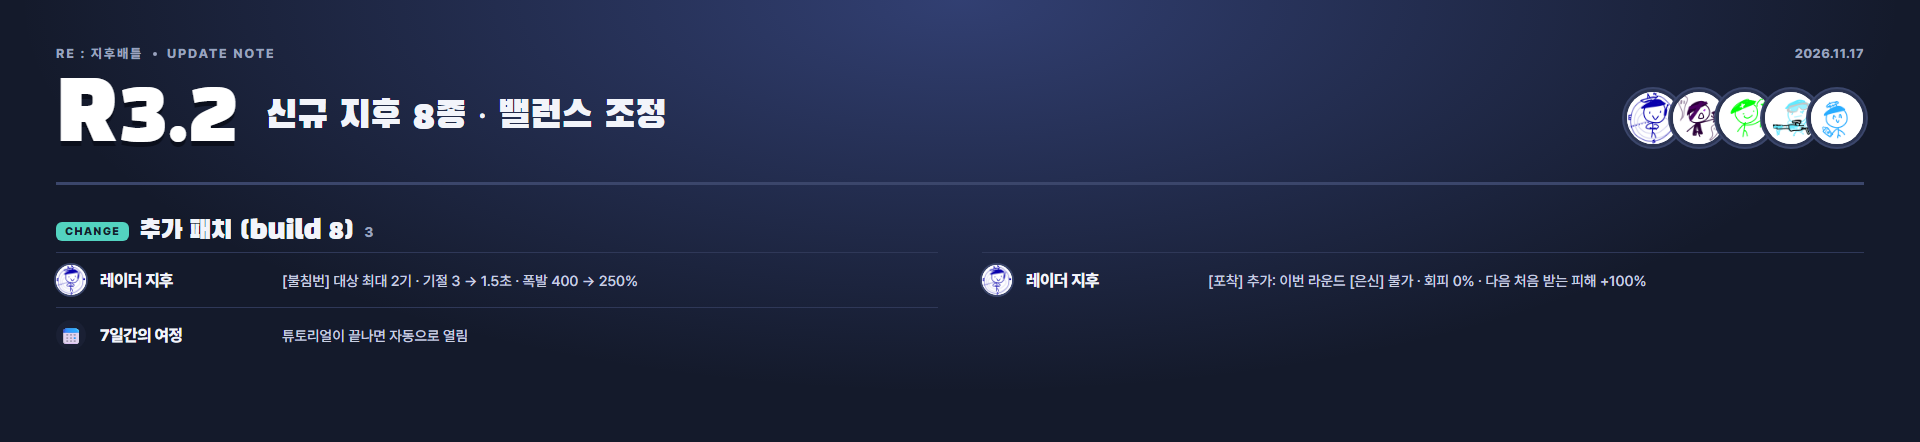 RE : 지후배틀 • UPDATE NOTE
2026.11.17
R3.2 신규 지후 8종 · 밸런스 조정
CHANGE 추가 패치 (build 8) 3
레이더 지후 [불침번] 대상 최대 2기 · 기절 3 → 1.5초 · 폭발 400 → 250%
레이더 지후 [포착] 추가: 이번 라운드 [은신] 불가 · 회피 0% · 다음 처음 받는 피해 +100%
7일간의 여정 튜토리얼이 끝나면 자동으로 열림